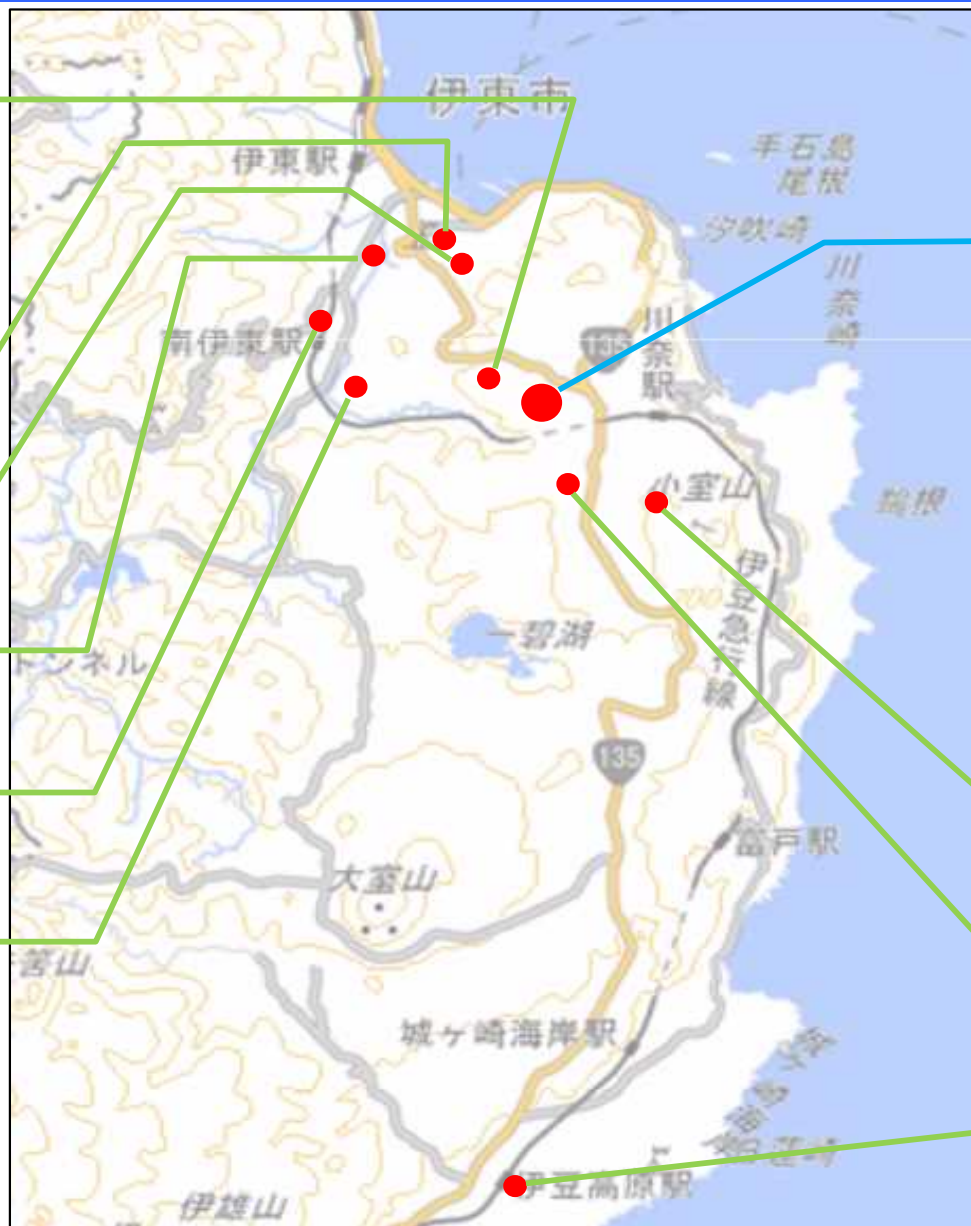 伊東市
伊東駅
手石島
尾根
汐吹崎
川奈崎
135
川奈駅
南伊東駅
小室山
伊豆急行線
一碧湖
トンネル
135
富戸駅
大室山
城ヶ崎海岸駅
伊豆高原駅
伊雄山